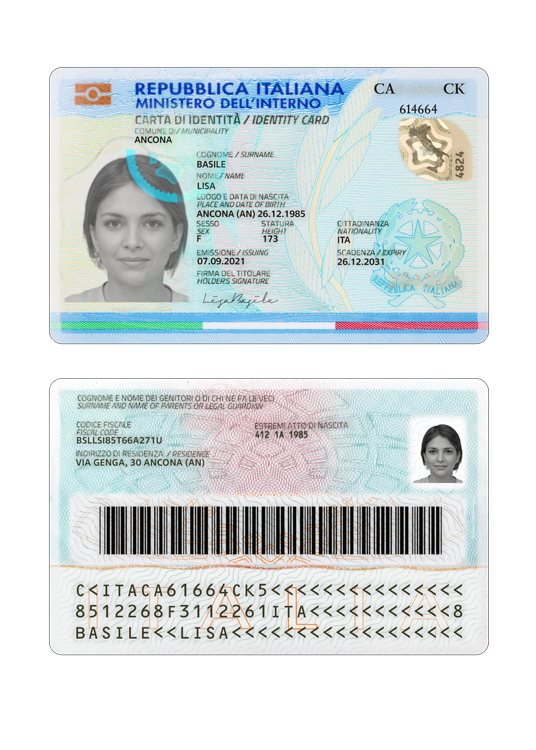 REPUBBLICA ITALIANA
MINISTERO DELL'INTERNO
CA CK
614664
4824
CARTA DI IDENTITÀ / IDENTITY CARD
COMUNE DI / MUNICIPALITY
ANCONA
COGNOME / SURNAME
BASILE
NOME / NAME
LISA
LUOGO E DATA DI NASCITA
PLACE AND DATE OF BIRTH
ANCONA (AN) 26.12.1985
SESSO STATURA CITTADINANZA
SEX HEIGHT NATIONALITY
F 173 ITA
EMISSIONE / ISSUING SCADENZA / EXPIRY
07.09.2021 26.12.2031
FIRMA DEL TITOLARE
HOLDER'S SIGNATURE
LisaBasile
REPUBBLICA ITALIANA
COGNOME E NOME DEI GENITORI O DI CHI NE FA LE VECI
SURNAME AND NAME OF PARENTS OR LEGAL GUARDIAN
CODICE FISCALE ESTREMI ATTO DI NASCITA
FISCAL CODE 412 1A 1985
BSLLSI85T66A271U
INDIRIZZO DI RESIDENZA / RESIDENCE
VIA GENGA, 30 ANCONA (AN)
C<ITACA61664CK5<<<<<<<<<<<<<<<
8512268F3112261ITA<<<<<<<<<<<8
BASILE<<LISA<<<<<<<<<<<<<<<<<<
ITALIA